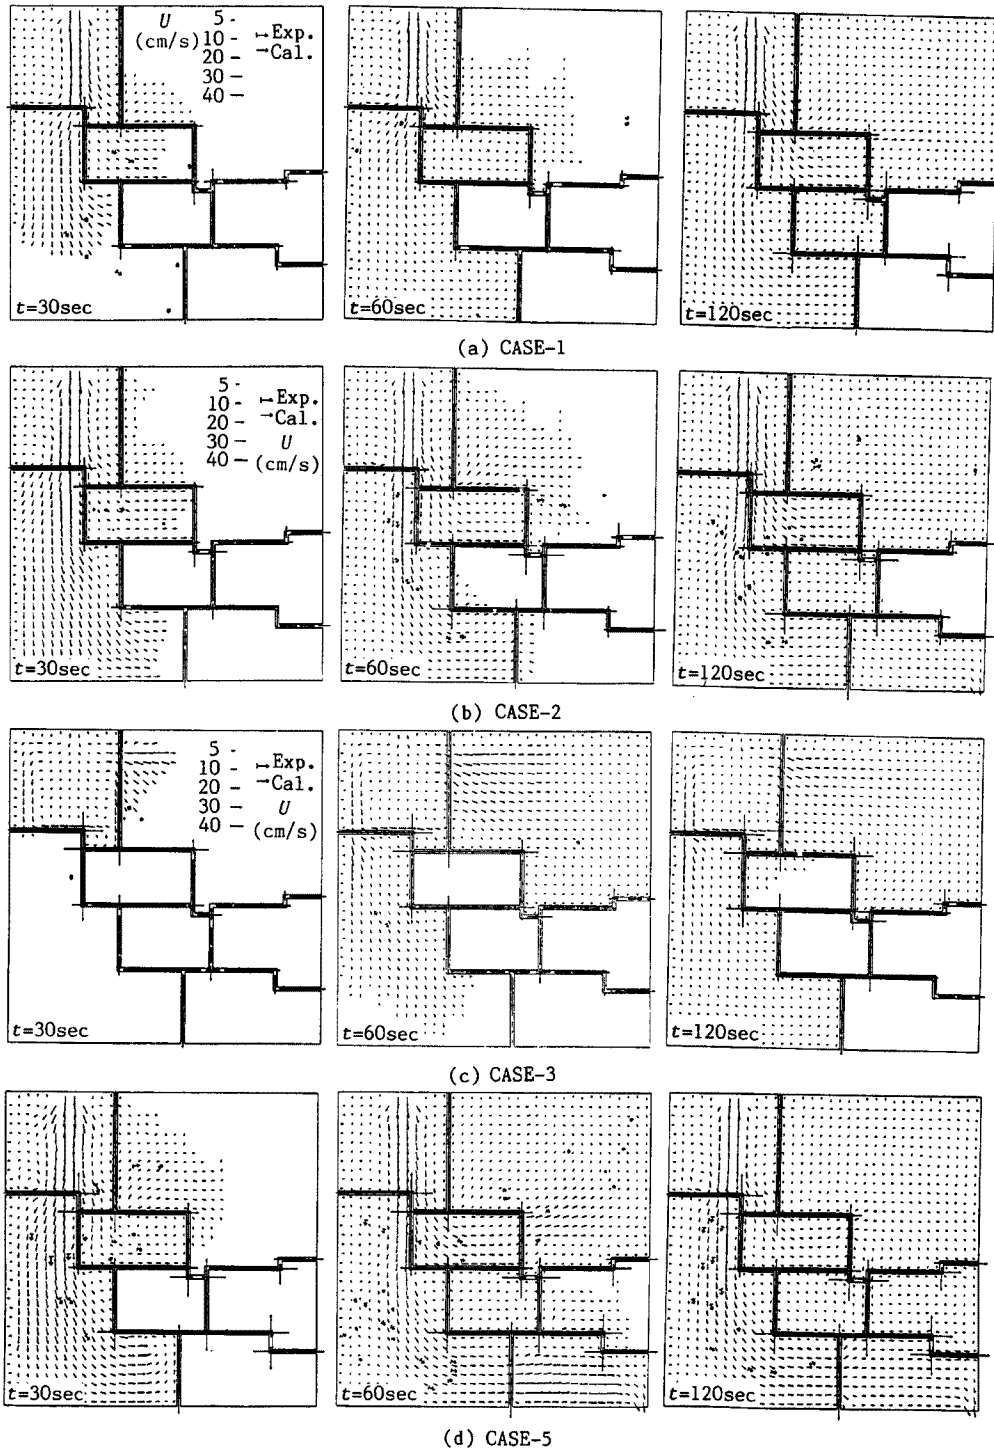 U 5 -
(cm/s) 10 - ↦Exp.
20 - →Cal.
30 —
40 —
t=30sec
t=60sec
t=120sec
(a) CASE-1
5 -
10 - ↦Exp.
20 - →Cal.
30 — U
40 — (cm/s)
t=30sec
t=60sec
t=120sec
(b) CASE-2
5 -
10 - ↦Exp.
20 - →Cal.
30 — U
40 — (cm/s)
t=30sec
t=60sec
t=120sec
(c) CASE-3
t=30sec
t=60sec
t=120sec
(d) CASE-5